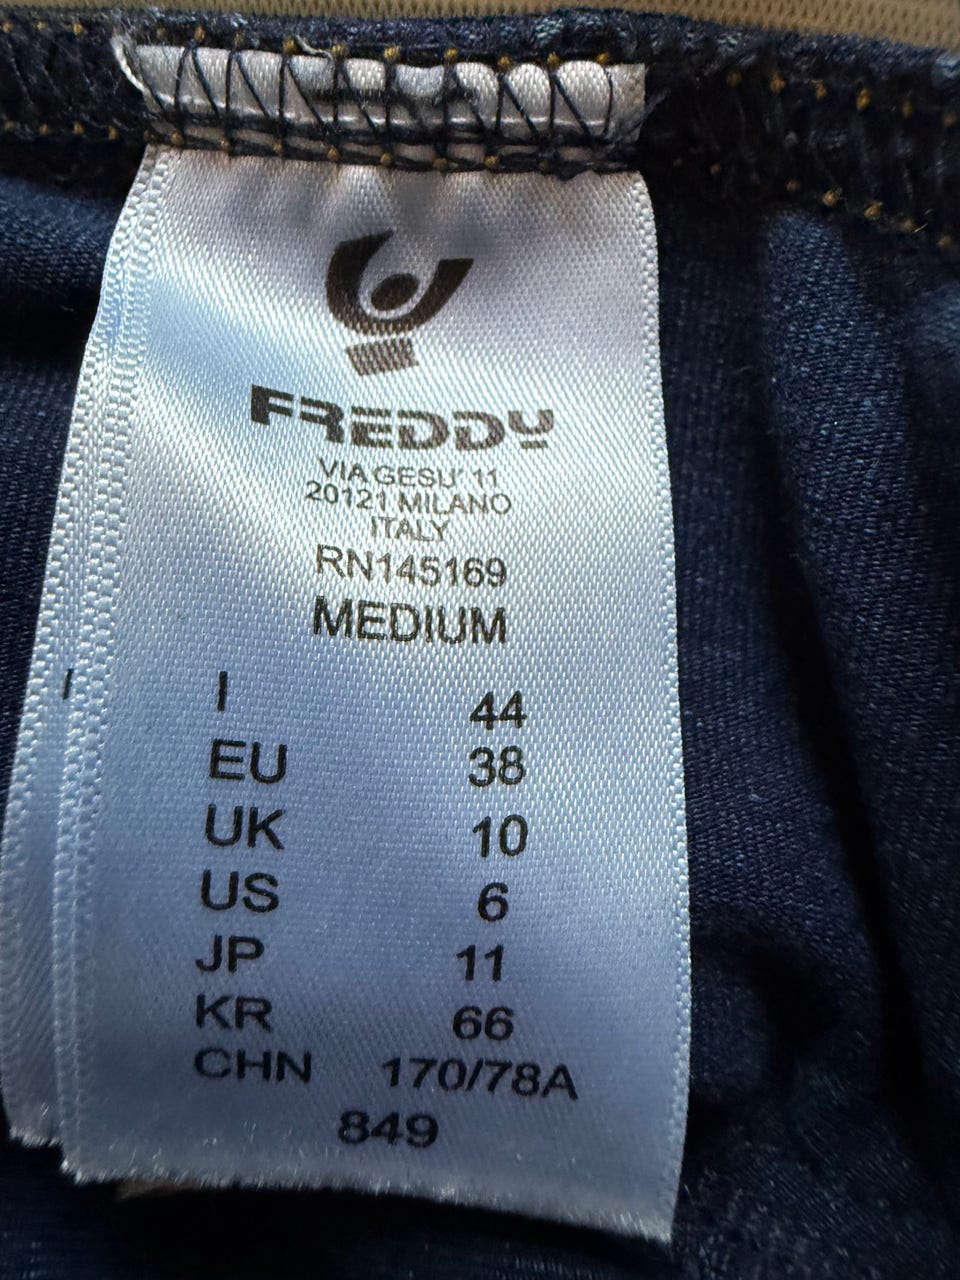 FREDDY
VIA GESU' 11
20121 MILANO
ITALY
RN145169
MEDIUM
I 44
EU 38
UK 10
US 6
JP 11
KR 66
CHN 170/78A
849